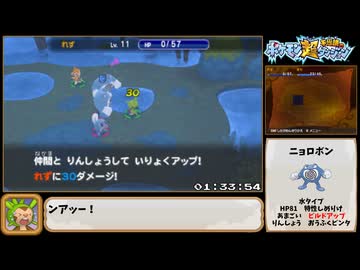 れず Lv. 11 HP 0/57
ポケモン超不思議のダンジョン
30
仲間と りんしょうして いりょくアップ!
なかま
れずに30ダメージ!
01:33:54
ンアッー!
ニョロボン
水タイプ
HP81 特性しめりけ
あまごい ビルドアップ
りんしょう おうふくビンタ